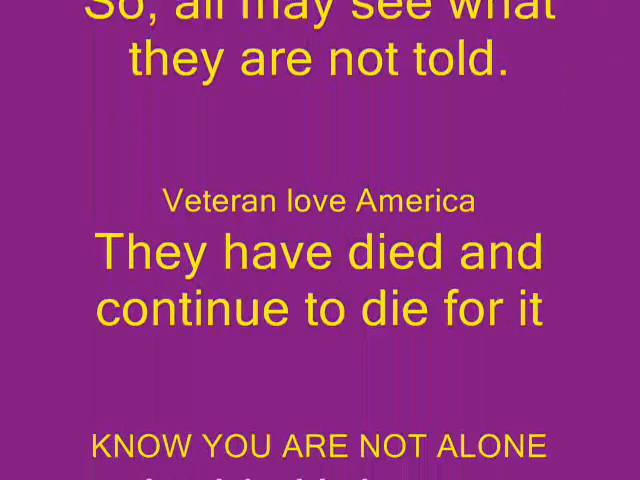 So, all may see what
they are not told.
Veteran love America
They have died and
continue to die for it
KNOW YOU ARE NOT ALONE